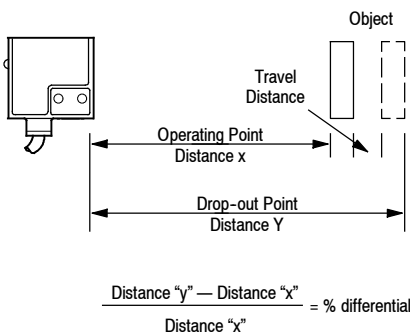 Object
Travel
Distance
Operating Point
Distance x
Drop-out Point
Distance Y
Distance “y” — Distance “x”
Distance “x”
= % differential